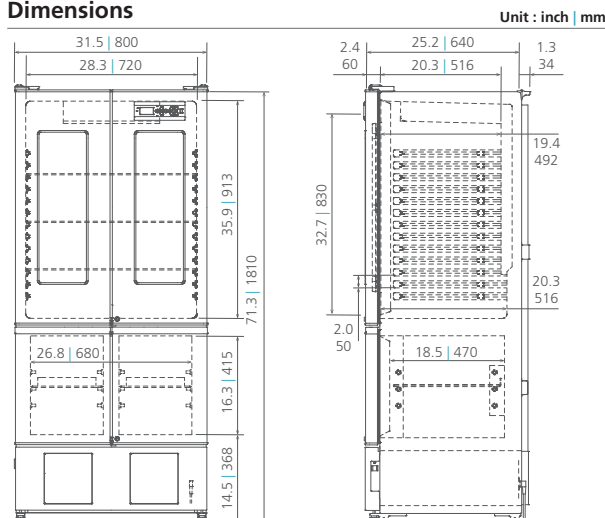 Dimensions
Unit : inch | mm
31.5 | 800
28.3 | 720
35.9 | 913
71.3 | 1810
26.8 | 680
16.3 | 415
14.5 | 368
2.4
60
25.2 | 640
20.3 | 516
1.3
34
19.4
492
32.7 | 830
20.3
516
2.0
50
18.5 | 470